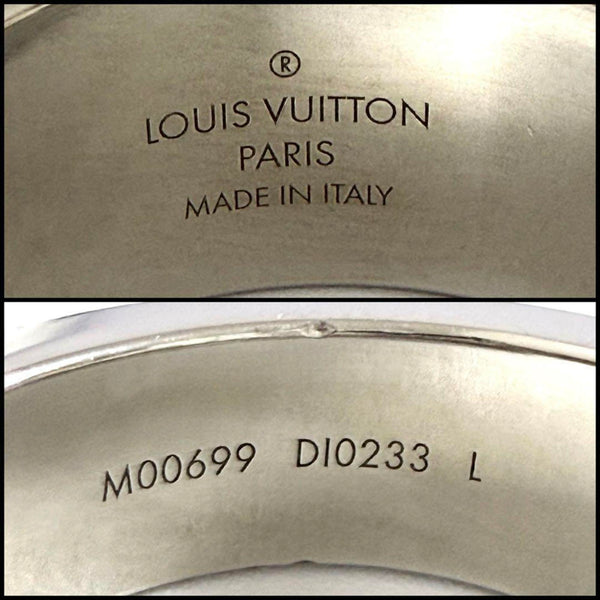 ®
LOUIS VUITTON
PARIS
MADE IN ITALY
M00699 DI0233 L